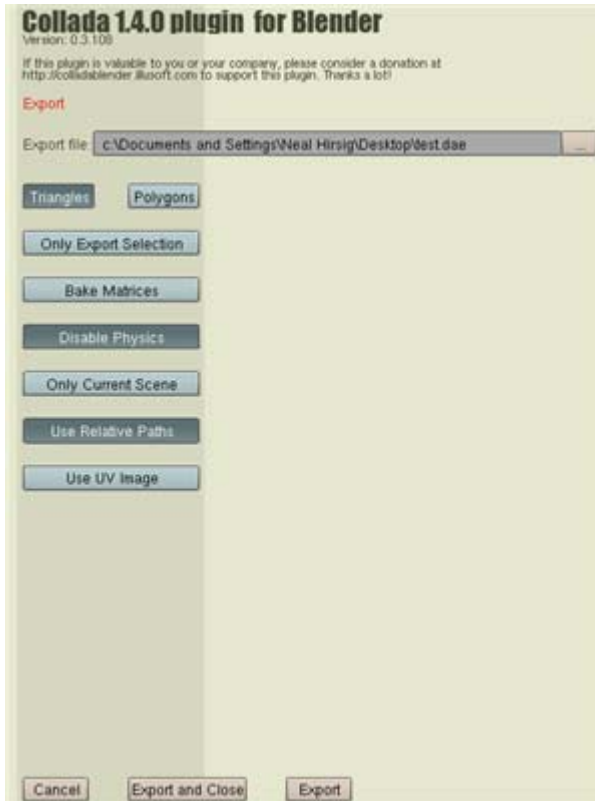 Collada 1.4.0 plugin for Blender
Version: 0.3.108
If this plugin is valuable to you or your company, please consider a donation at
http://colladablender.illusoft.com to support this plugin. Thanks a lot!
Export
Export file: c:\Documents and Settings\Neal Hirsig\Desktop\test.dae ...
Triangles Polygons
Only Export Selection
Bake Matrices
Disable Physics
Only Current Scene
Use Relative Paths
Use UV Image
Cancel Export and Close Export